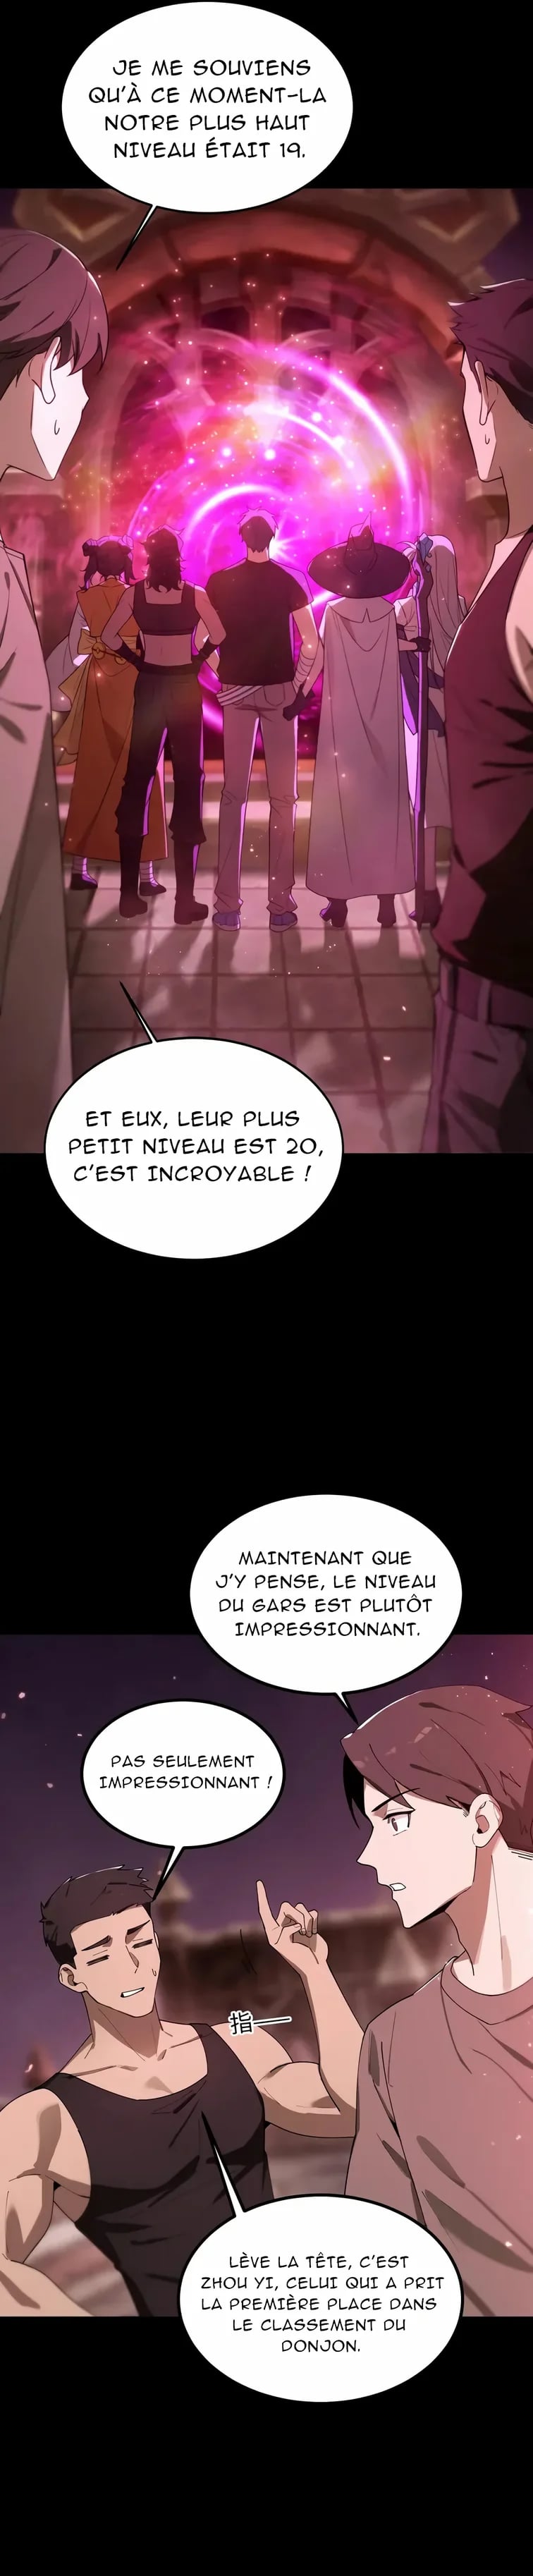 JE ME SOUVIENS
QU'À CE MOMENT-LA
NOTRE PLUS HAUT
NIVEAU ÉTAIT 19.
ET EUX, LEUR PLUS
PETIT NIVEAU EST 20,
C'EST INCROYABLE !
MAINTENANT QUE
J'Y PENSE, LE NIVEAU
DU GARS EST PLUTÔT
IMPRESSIONNANT.
PAS SEULEMENT
IMPRESSIONNANT !
指一
LÈVE LA TÊTE, C'EST
ZHOU YI, CELUI QUI A PRIT
LA PREMIÈRE PLACE DANS
LE CLASSEMENT DU
DONJON.